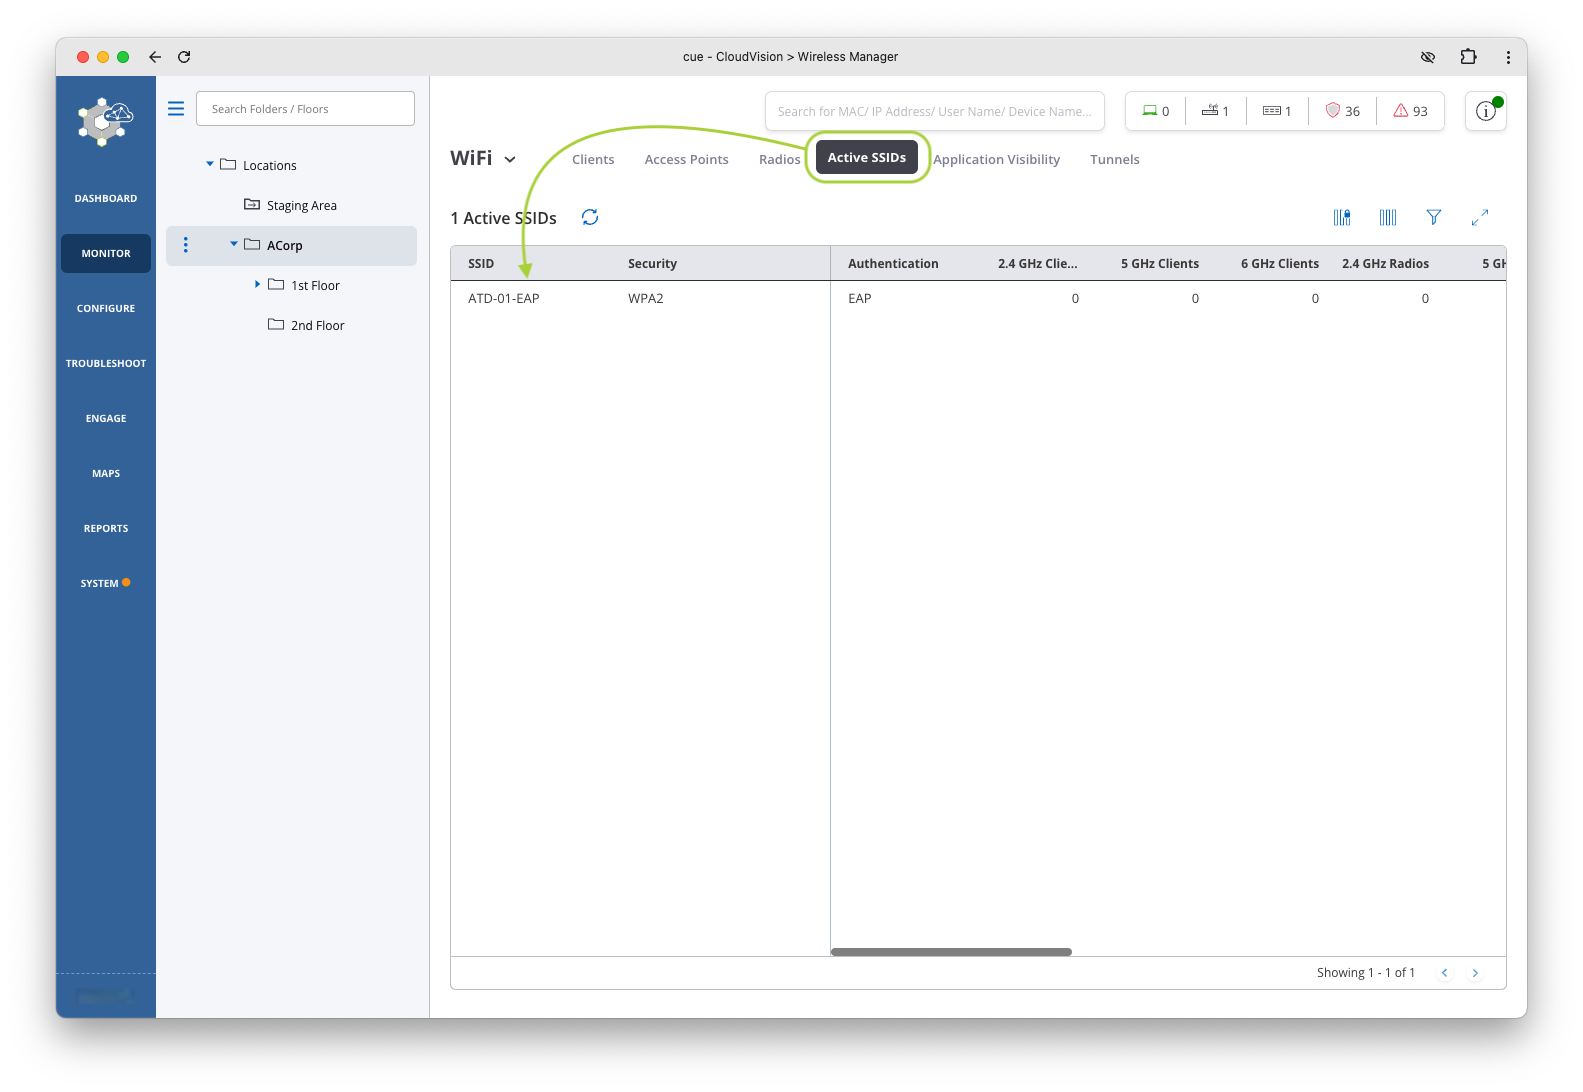 cue - CloudVision > Wireless Manager
Search Folders / Floors
Search for MAC/ IP Address/ User Name/ Device Name...
0
1
1
36
93
DASHBOARD
MONITOR
CONFIGURE
TROUBLESHOOT
ENGAGE
MAPS
REPORTS
SYSTEM
Locations
Staging Area
ACorp
1st Floor
2nd Floor
WiFi
Clients
Access Points
Radios
Active SSIDs
Application Visibility
Tunnels
1 Active SSIDs
SSID Security Authentication 2.4 GHz Clie... 5 GHz Clients 6 GHz Clients 2.4 GHz Radios 5 GH
ATD-01-EAP WPA2 EAP 0 0 0 0
Showing 1 - 1 of 1